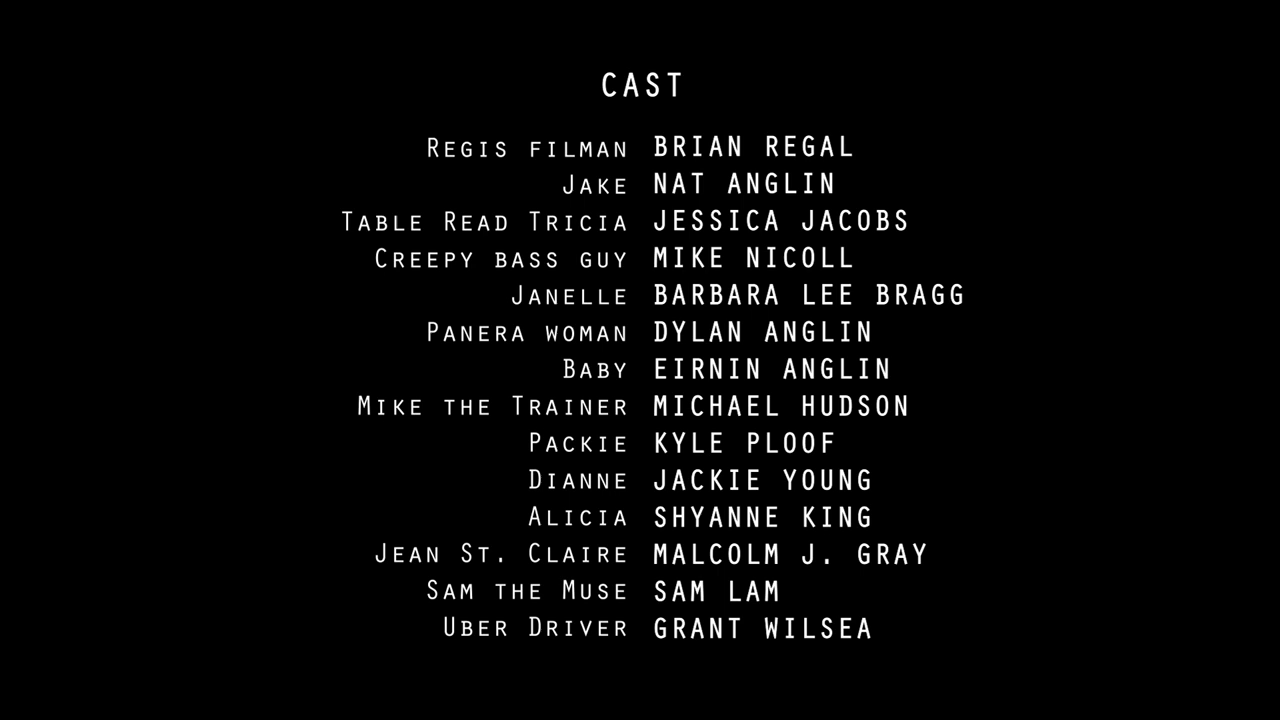 CAST
REGIS FILMAN BRIAN REGAL
JAKE NAT ANGLIN
TABLE READ TRICIA JESSICA JACOBS
CREEPY BASS GUY MIKE NICOLL
JANELLE BARBARA LEE BRAGG
PANERA WOMAN DYLAN ANGLIN
BABY EIRNIN ANGLIN
MIKE THE TRAINER MICHAEL HUDSON
PACKIE KYLE PLOOF
DIANNE JACKIE YOUNG
ALICIA SHYANNE KING
JEAN ST. CLAIRE MALCOLM J. GRAY
SAM THE MUSE SAM LAM
UBER DRIVER GRANT WILSEA